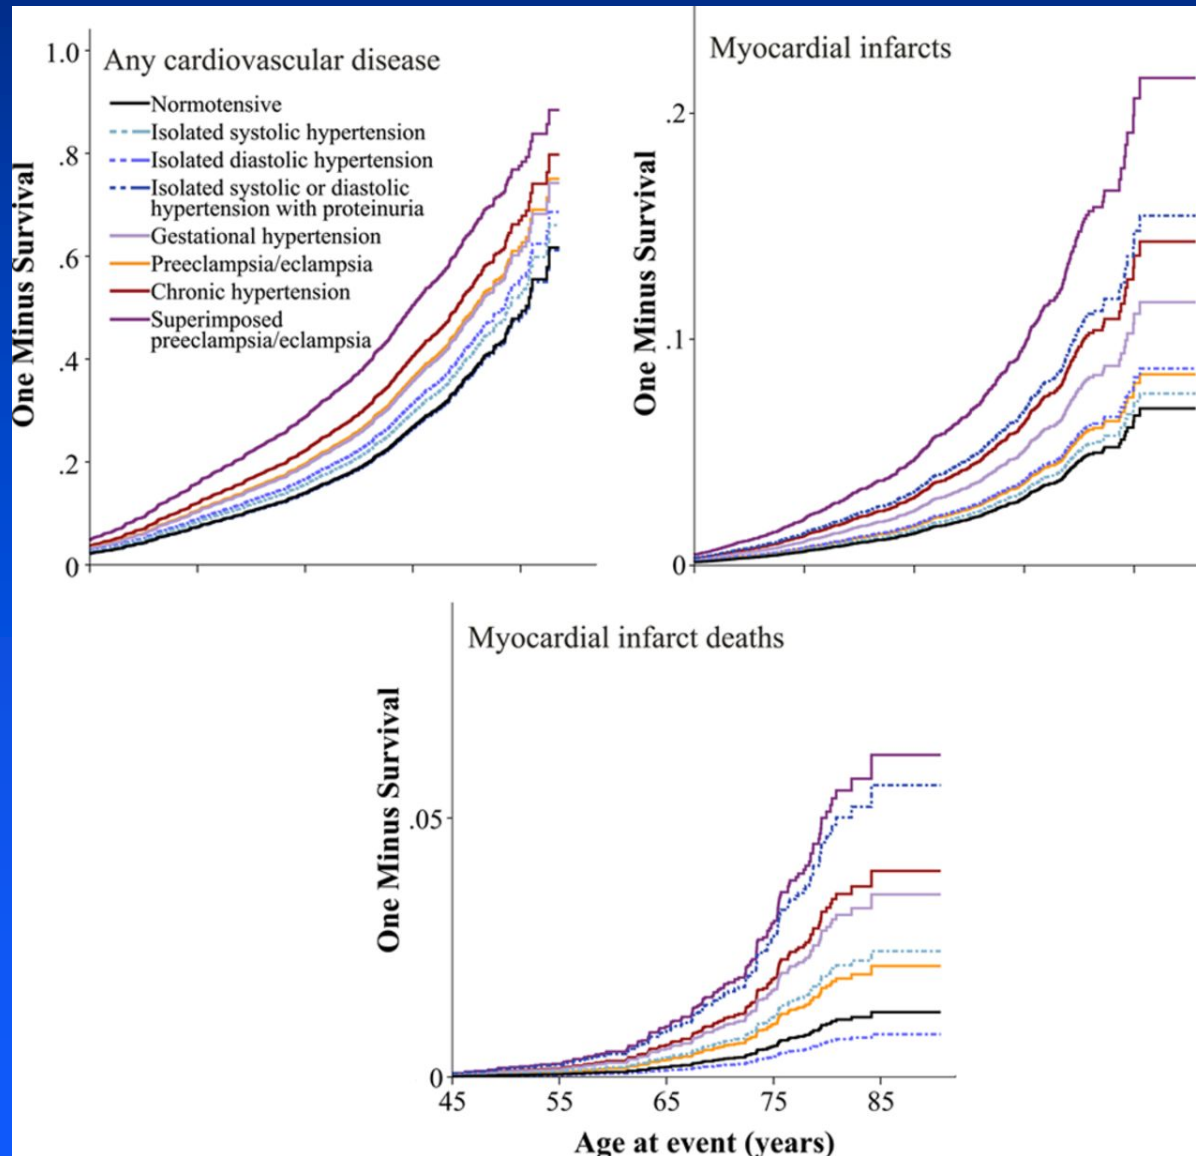 Any cardiovascular disease
One Minus Survival
1.0
.8
.6
.4
.2
0
Normotensive
Isolated systolic hypertension
Isolated diastolic hypertension
Isolated systolic or diastolic
hypertension with proteinuria
Gestational hypertension
Preeclampsia/eclampsia
Chronic hypertension
Superimposed
preeclampsia/eclampsia
Myocardial infarcts
One Minus Survival
.2
.1
0
Myocardial infarct deaths
One Minus Survival
.05
0
45 55 65 75 85
Age at event (years)